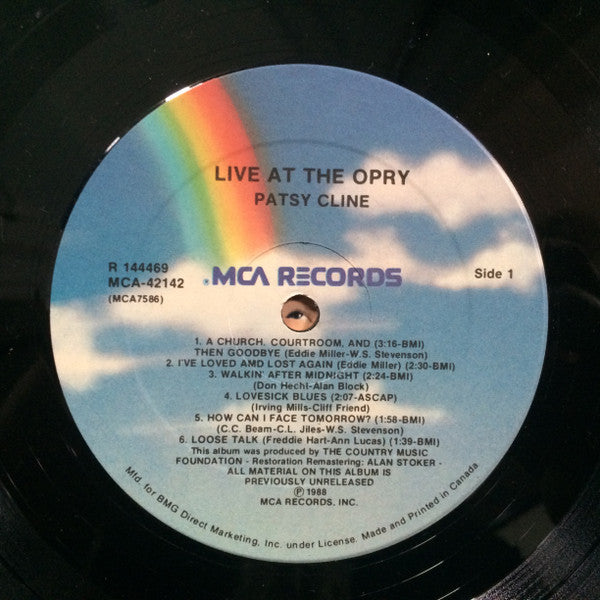 LIVE AT THE OPRY
PATSY CLINE
R 144469
MCA-42142
(MCA7586)
MCA RECORDS
Side 1
1. A CHURCH, COURTROOM, AND (3:16-BMI)
THEN GOODBYE (Eddie Miller-W.S. Stevenson)
2. I'VE LOVED AMD LOST AGAIN (Eddie Miller) (2:30-BMI)
3. WALKIN' AFTER MIDNIGHT (2:24-BMI)
(Don Hecht-Alan Block)
4. LOVESICK BLUES (2:07-ASCAP)
(Irving Mills-Cliff Friend)
5. HOW CAN I FACE TOMORROW? (1:58-BMI)
(C.C. Beam-C.L. Jiles-W.S. Stevenson)
6. LOOSE TALK (Freddie Hart-Ann Lucas) (1:39-BMI)
This album was produced by THE COUNTRY MUSIC
FOUNDATION - Restoration Remastering: ALAN STOKER -
ALL MATERIAL ON THIS ALBUM IS
PREVIOUSLY UNRELEASED
℗ 1988
MCA RECORDS, INC.
Mfd. for BMG Direct Marketing, Inc. under License. Made and Printed in Canada